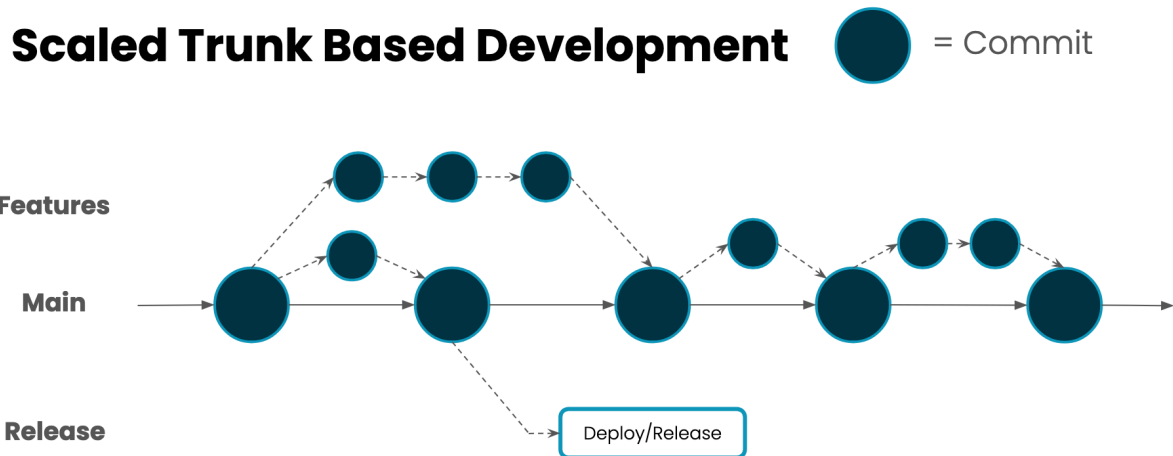 Scaled Trunk Based Development
= Commit
Features
Main
Release
Deploy/Release